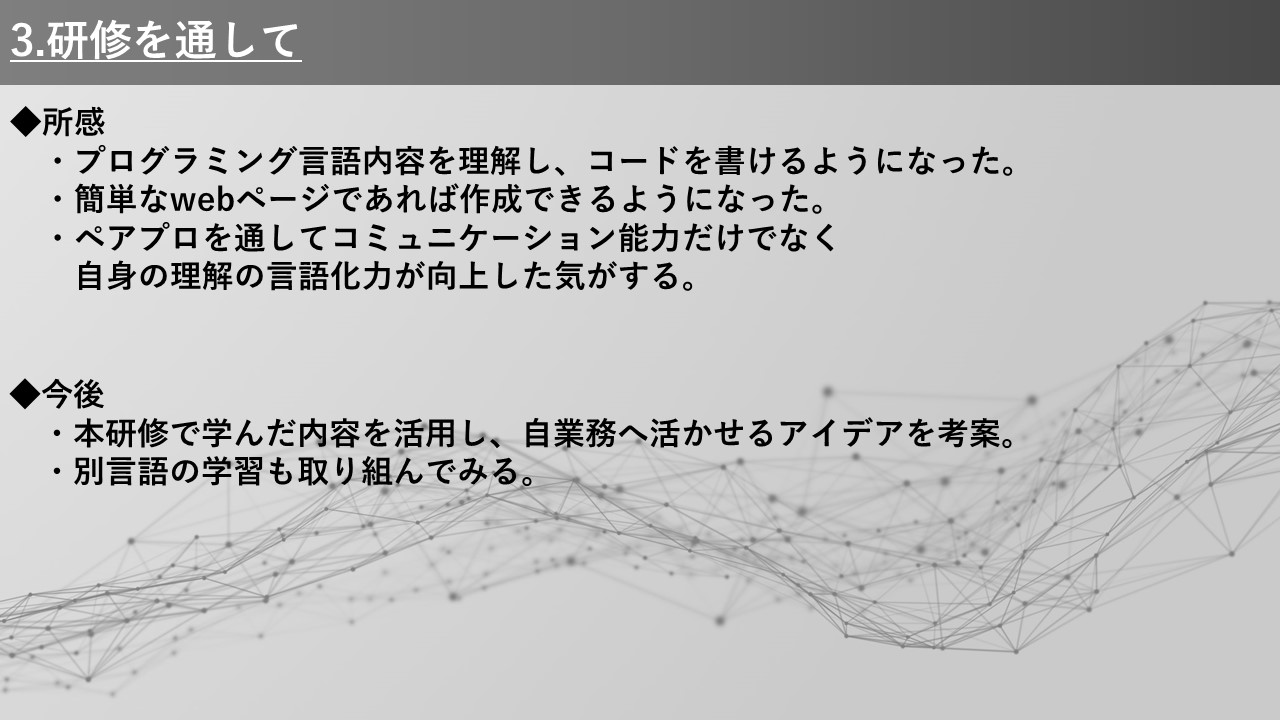 3.研修を通して
◆所感
・プログラミング言語内容を理解し、コードを書けるようになった。
・簡単なwebページであれば作成できるようになった。
・ペアプロを通してコミュニケーション能力だけでなく
自身の理解の言語化力が向上した気がする。
◆今後
・本研修で学んだ内容を活用し、自業務へ活かせるアイデアを考案。
・別言語の学習も取り組んでみる。